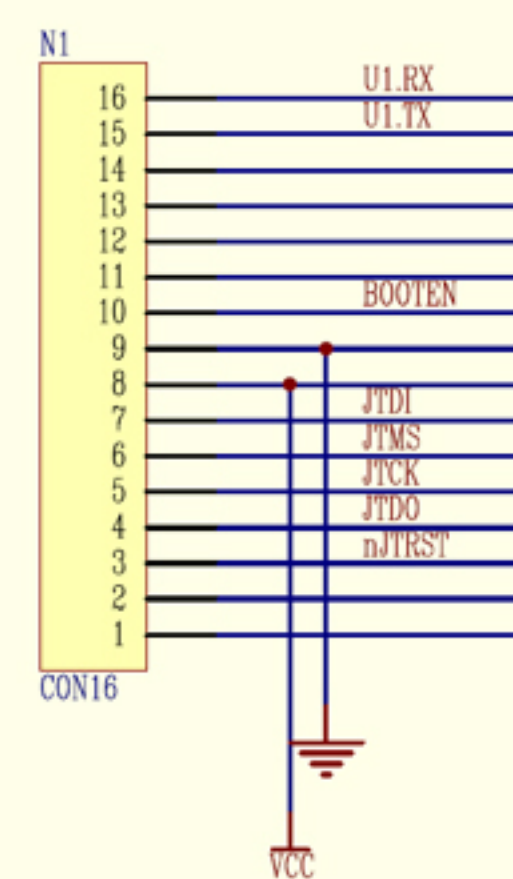 N1
16 U1.RX
15 U1.TX
14
13
12
11
10 BOOTEN
9
8
7 JTDI
6 JTMS
5 JTCK
4 JTDO
3 nJTRST
2
1
CON16
VCC